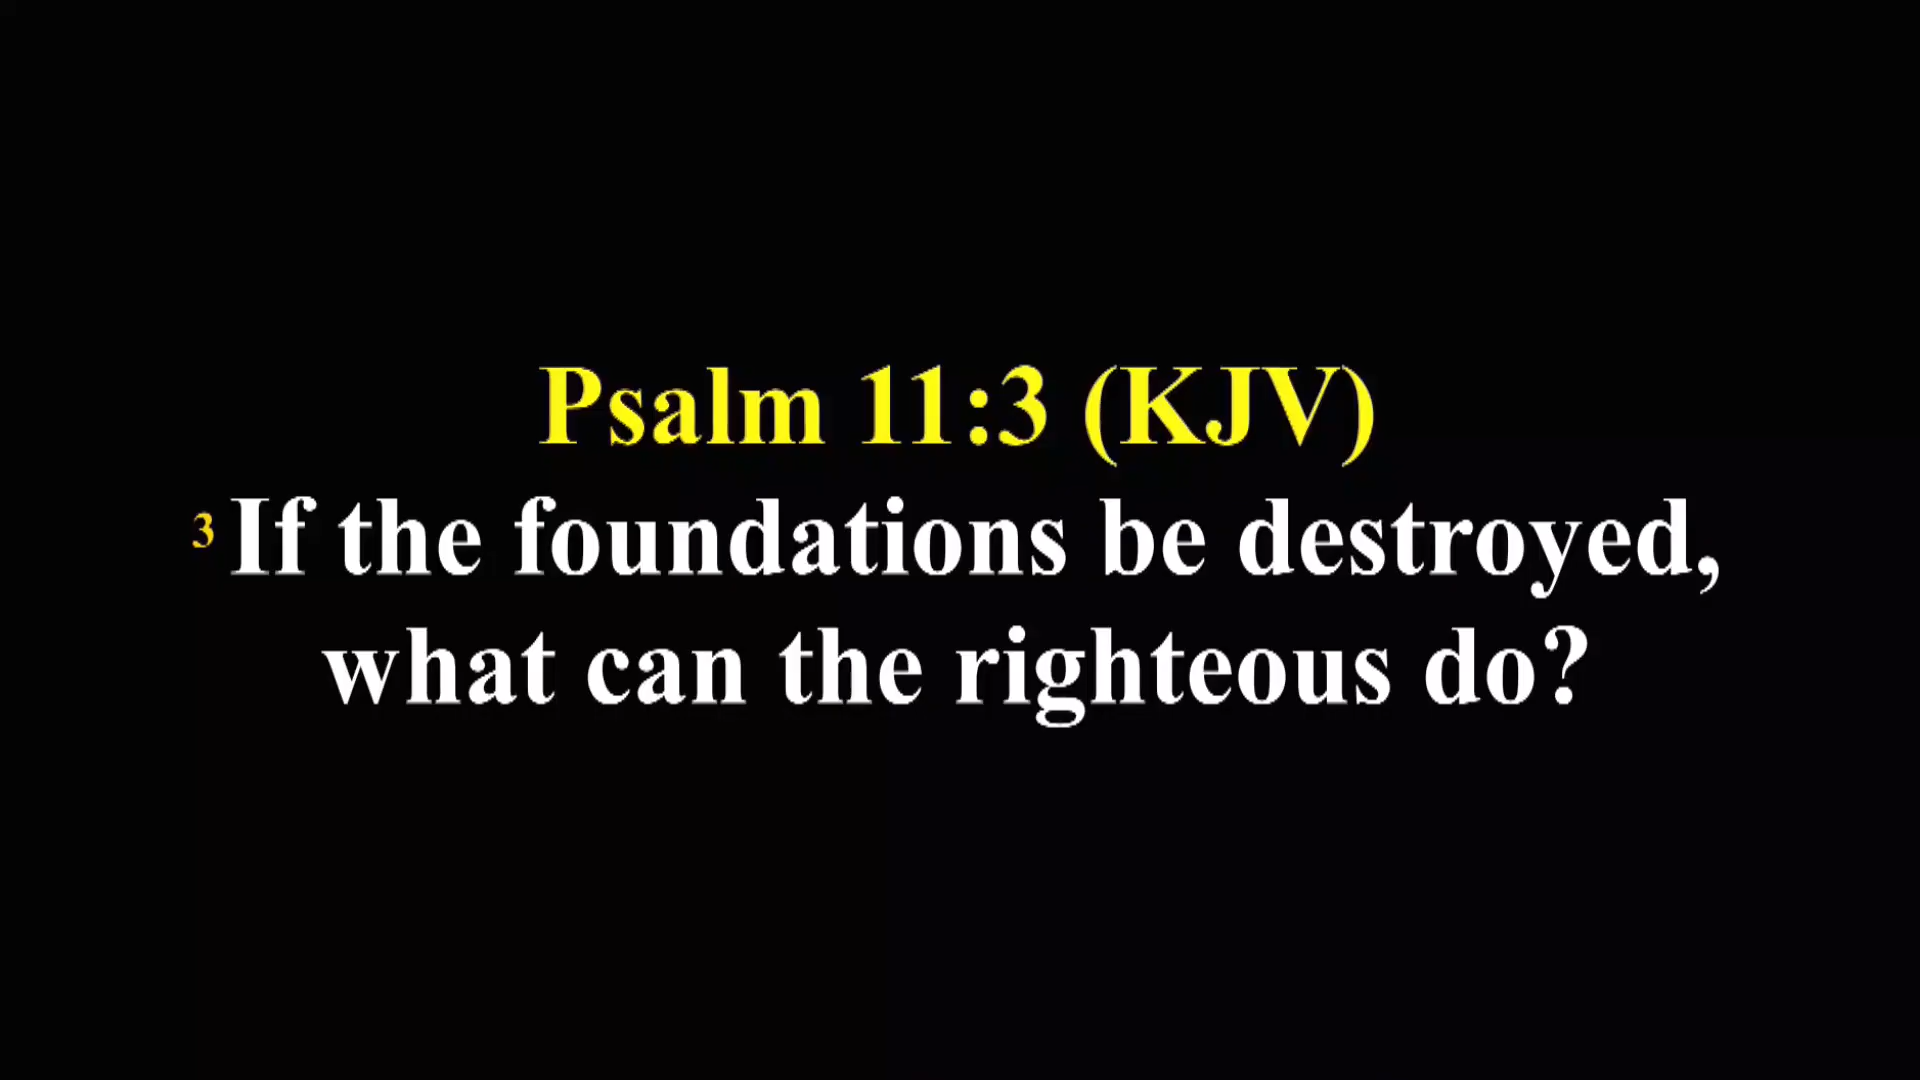 Psalm 11:3 (KJV)
3 If the foundations be destroyed,
what can the righteous do?